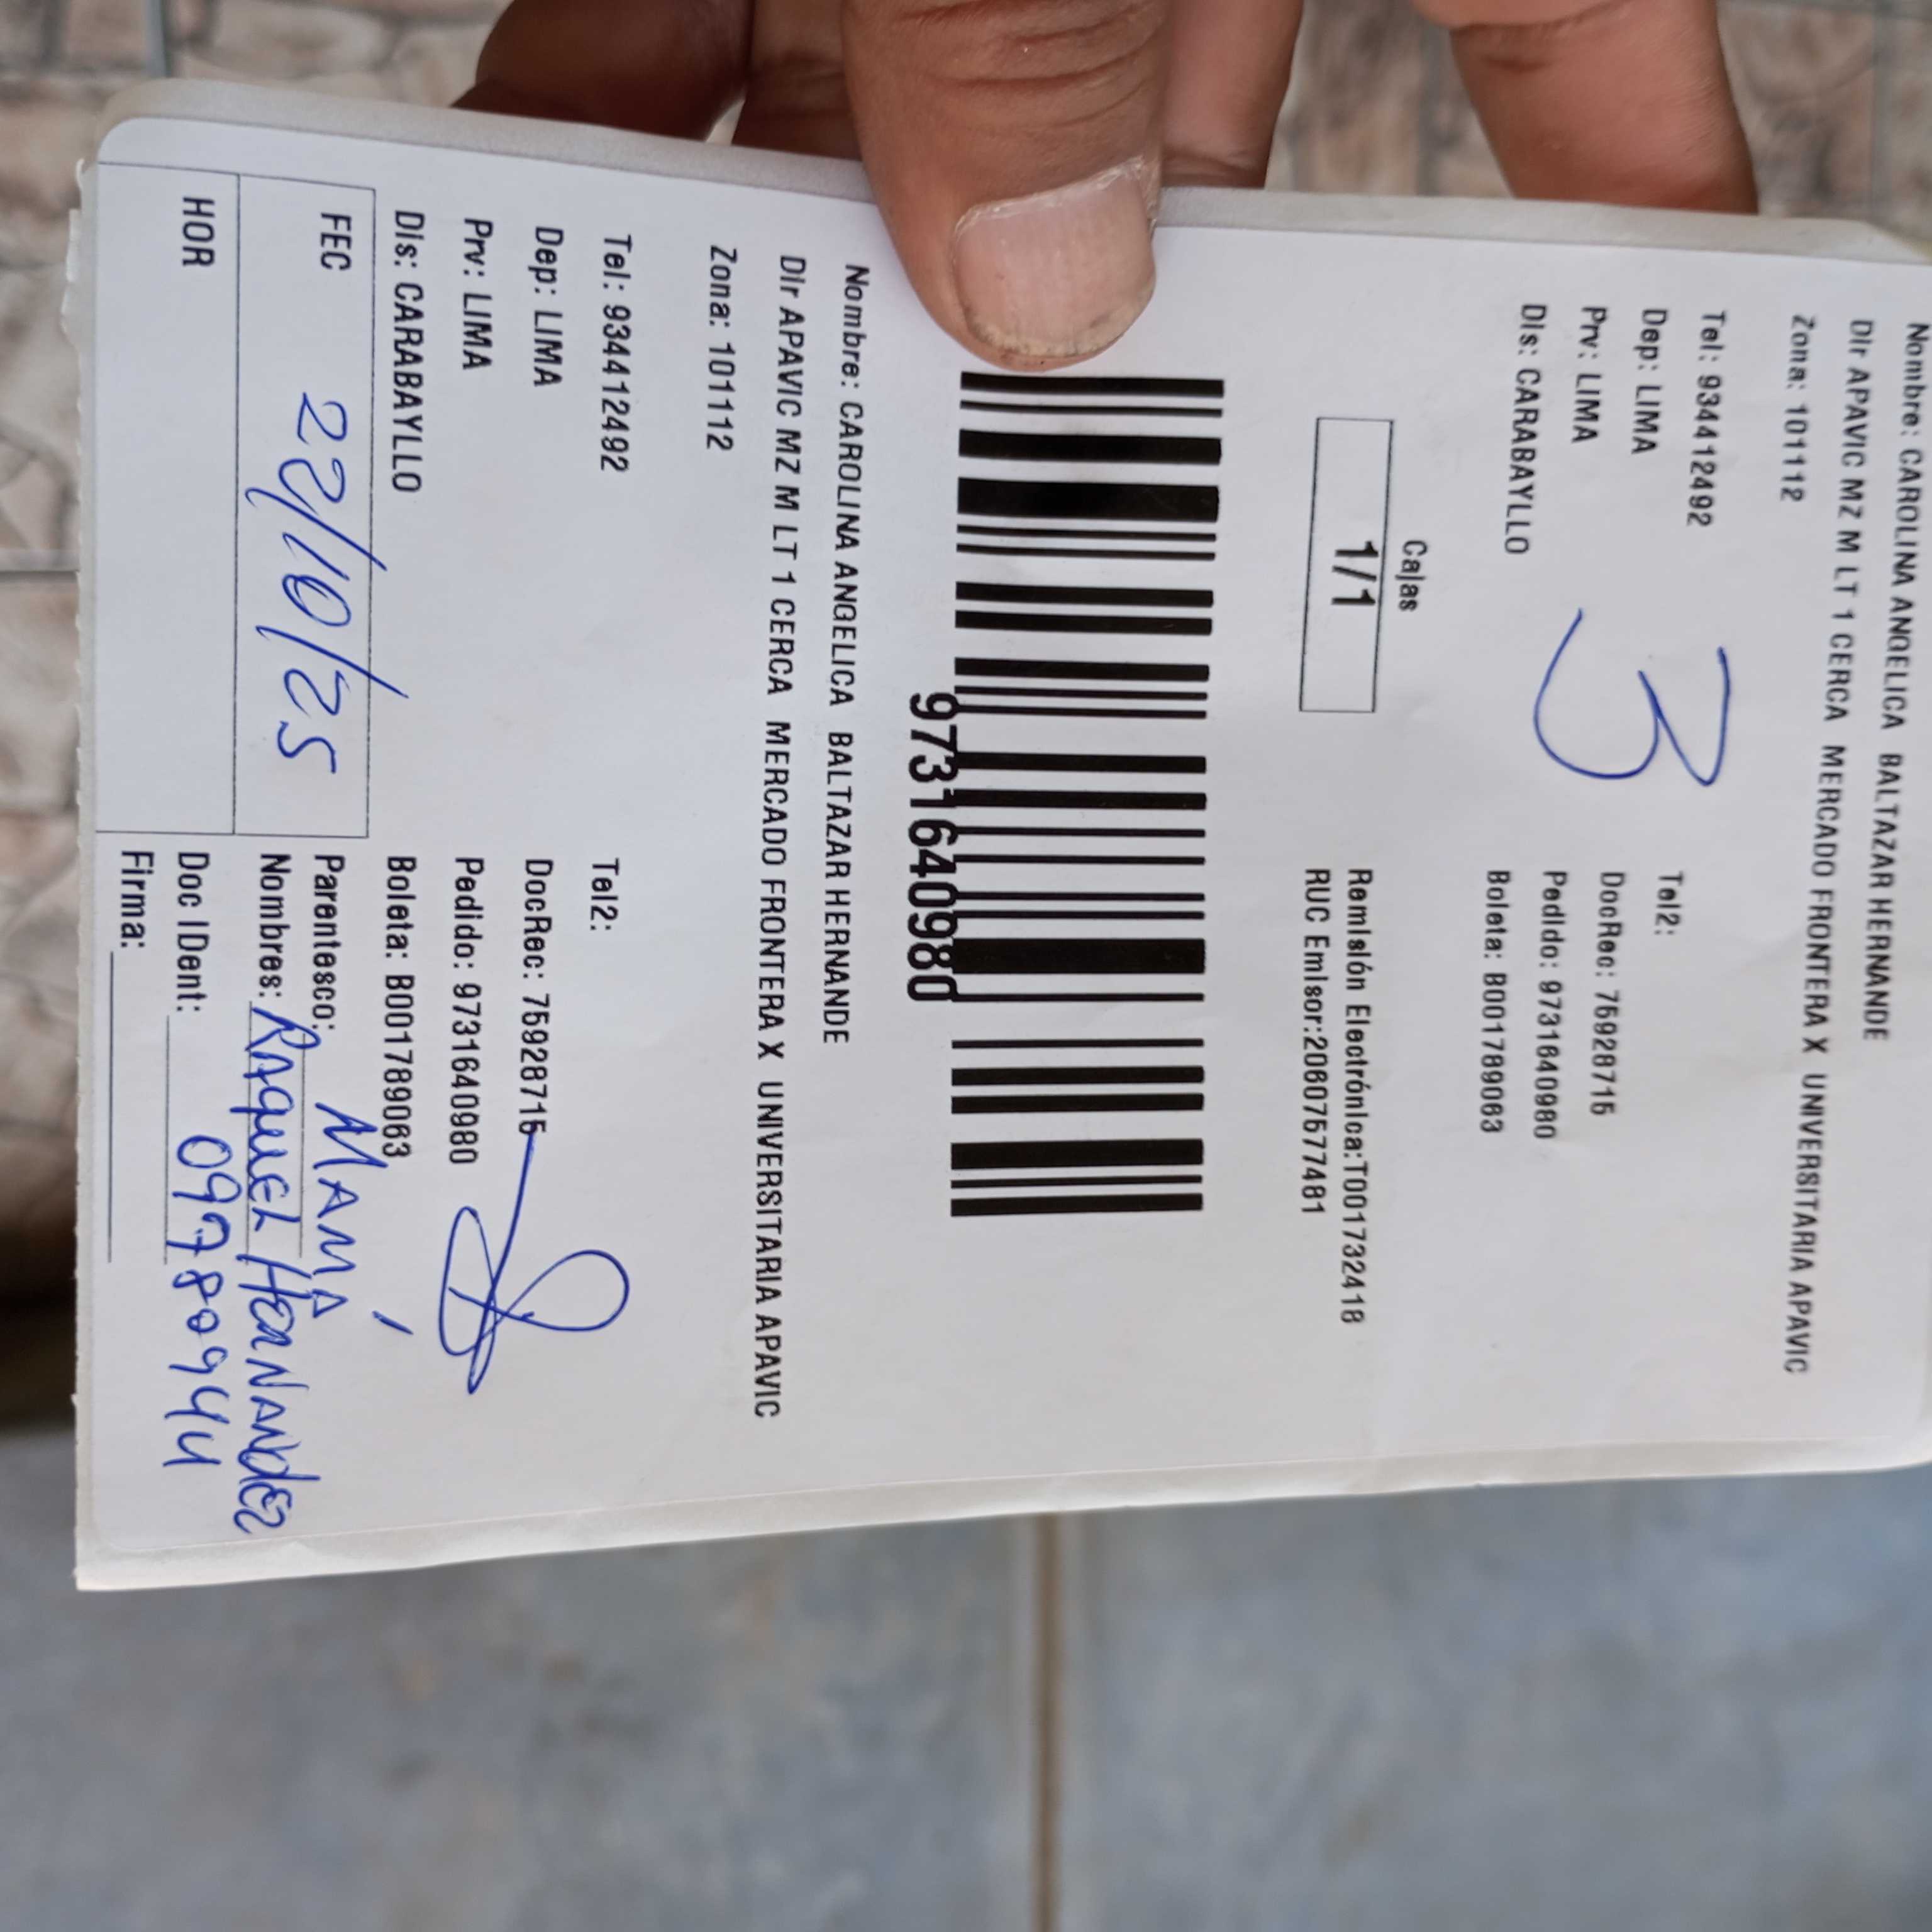 Nombre: CAROLINA ANGELICA BALTAZAR HERNANDE
Dir APAVIC MZ M LT 1 CERCA MERCADO FRONTERA X UNIVERSITARIA APAVIC
Zona: 101112
Tel: 934412492 Tel2:
Dep: LIMA DocRec: 75928715
Prv: LIMA Pedido: 9731640980
Dis: CARABAYLLO Boleta: B001789063
3
Cajas
1/1
Remisión Electrónica:T001732418
RUC Emisor:20607577481
9731640980
Nombre: CAROLINA ANGELICA BALTAZAR HERNANDE
Dir APAVIC MZ M LT 1 CERCA MERCADO FRONTERA X UNIVERSITARIA APAVIC
Zona: 101112
Tel: 934412492 Tel2:
Dep: LIMA DocRec: 75928715
Prv: LIMA Pedido: 9731640980
Dis: CARABAYLLO Boleta: B001789063
FEC 22/10/25 Parentesco: MAMÁ
Nombres: RAQUEL HERNANDEZ
HOR Doc IDent: 09780944
Firma: